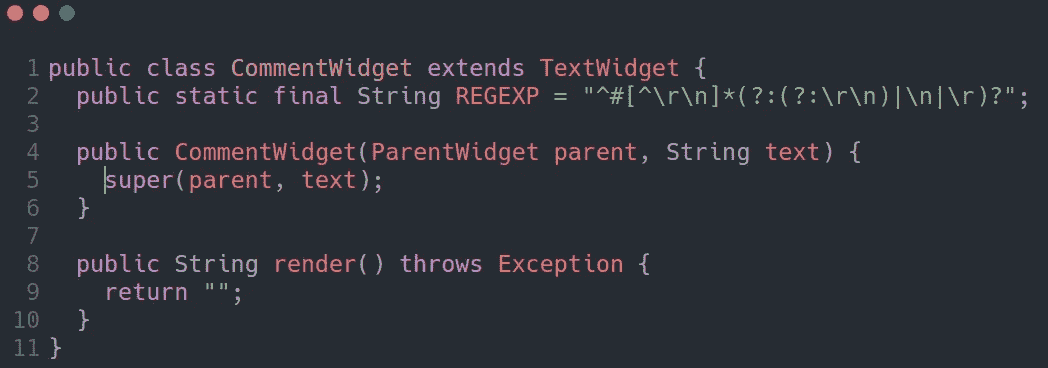 1 public class CommentWidget extends TextWidget {
2   public static final String REGEXP = "^#[^\r\n]*(?:(?:\r\n)|\n|\r)?";
3
4   public CommentWidget(ParentWidget parent, String text) {
5     super(parent, text);
6   }
7
8   public String render() throws Exception {
9     return "";
10   }
11 }